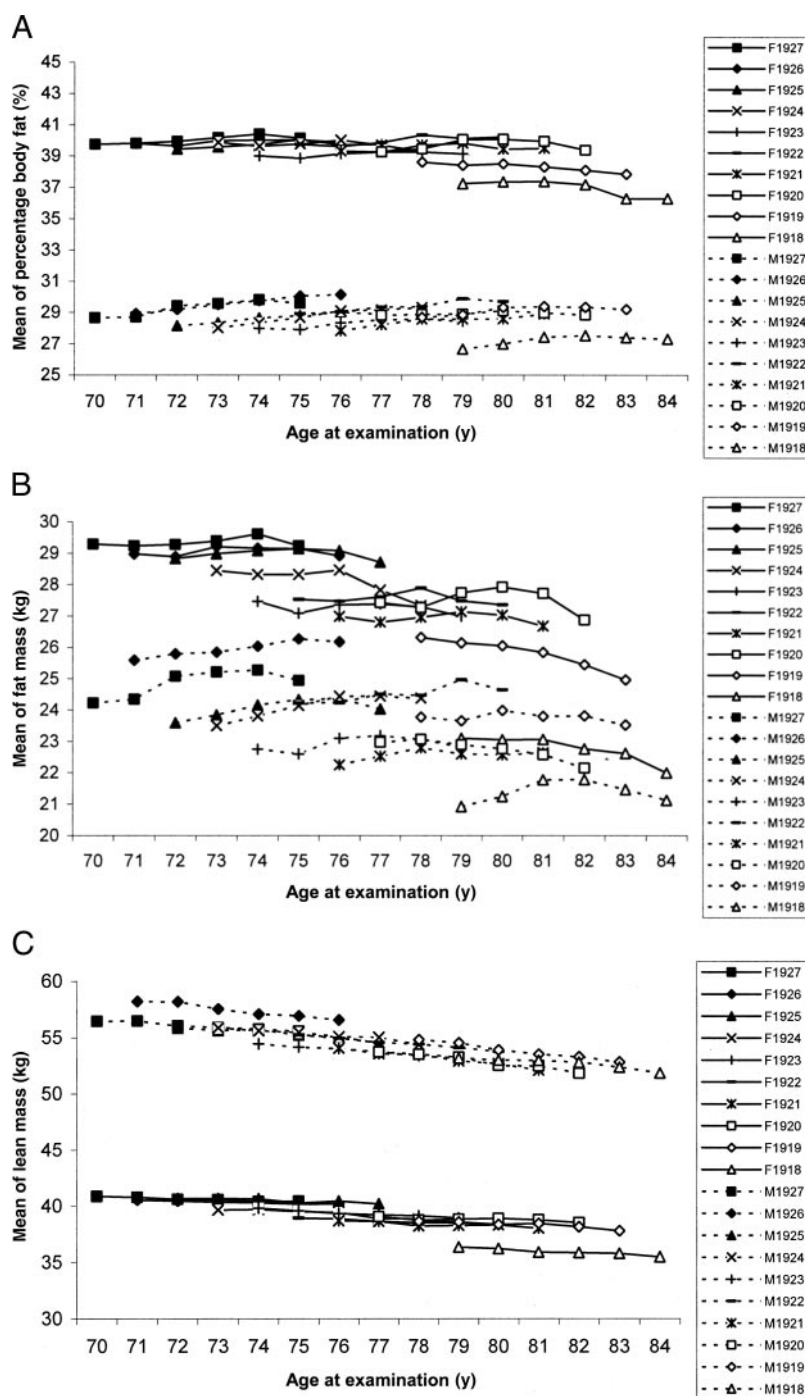 A
Mean of percentage body fat (%)
45
43
41
39
37
35
33
31
29
27
25
70 71 72 73 74 75 76 77 78 79 80 81 82 83 84
Age at examination (y)
F1927
F1926
F1925
F1924
F1923
F1922
F1921
F1920
F1919
F1918
M1927
M1926
M1925
M1924
M1923
M1922
M1921
M1920
M1919
M1918
B
Mean of fat mass (kg)
30
29
28
27
26
25
24
23
22
21
20
70 71 72 73 74 75 76 77 78 79 80 81 82 83 84
Age at examination (y)
F1927
F1926
F1925
F1924
F1923
F1922
F1921
F1920
F1919
F1918
M1927
M1926
M1925
M1924
M1923
M1922
M1921
M1920
M1919
M1918
C
Mean of lean mass (kg)
60
55
50
45
40
35
30
70 71 72 73 74 75 76 77 78 79 80 81 82 83 84
Age at examination (y)
F1927
F1926
F1925
F1924
F1923
F1922
F1921
F1920
F1919
F1918
M1927
M1926
M1925
M1924
M1923
M1922
M1921
M1920
M1919
M1918